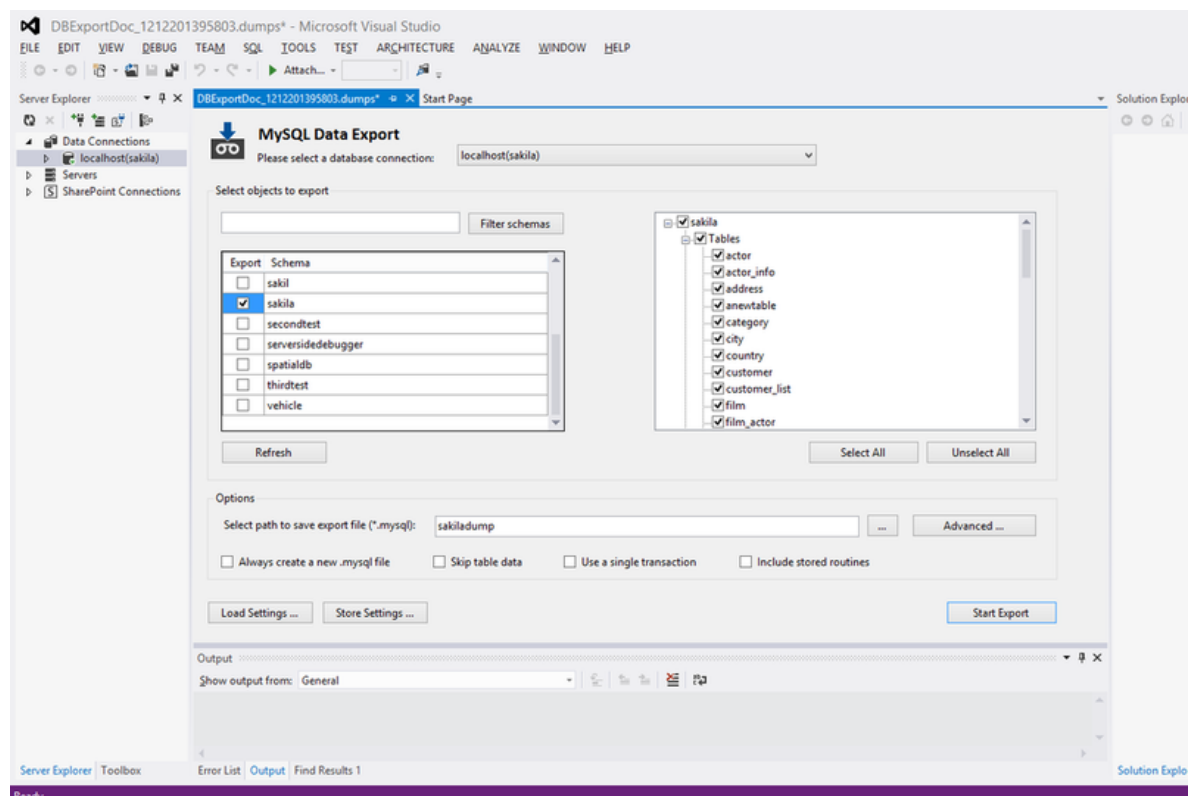 DBExportDoc_1212201395803.dumps* - Microsoft Visual Studio
FILE EDIT VIEW DEBUG TEAM SQL TOOLS TEST ARCHITECTURE ANALYZE WINDOW HELP
Attach...
Server Explorer
DBExportDoc_1212201395803.dumps* Start Page
Data Connections
localhost(sakila)
Servers
SharePoint Connections
MySQL Data Export
Please select a database connection: localhost(sakila)
Select objects to export
Filter schemas
Export Schema
sakil
sakila
secondtest
serversidedebugger
spatialdb
thirdtest
vehicle
Refresh
sakila
Tables
actor
actor_info
address
anewtable
category
city
country
customer
customer_list
film
film_actor
Select All Unselect All
Options
Select path to save export file (*.mysql): sakiladump ... Advanced ...
Always create a new .mysql file Skip table data Use a single transaction Include stored routines
Load Settings ... Store Settings ... Start Export
Output
Show output from: General
Server Explorer Toolbox
Error List Output Find Results 1
Solution Explor
Solution Explo
Ready